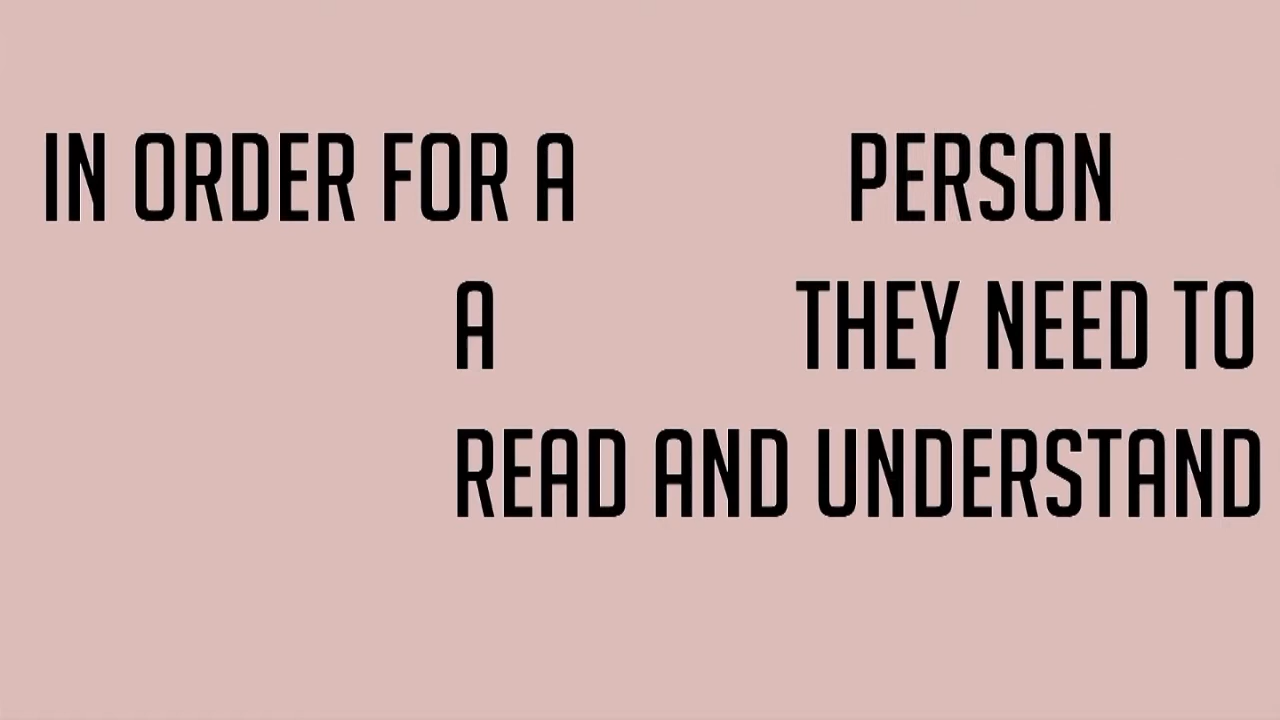 IN ORDER FOR A PERSON
A THEY NEED TO
READ AND UNDERSTAND